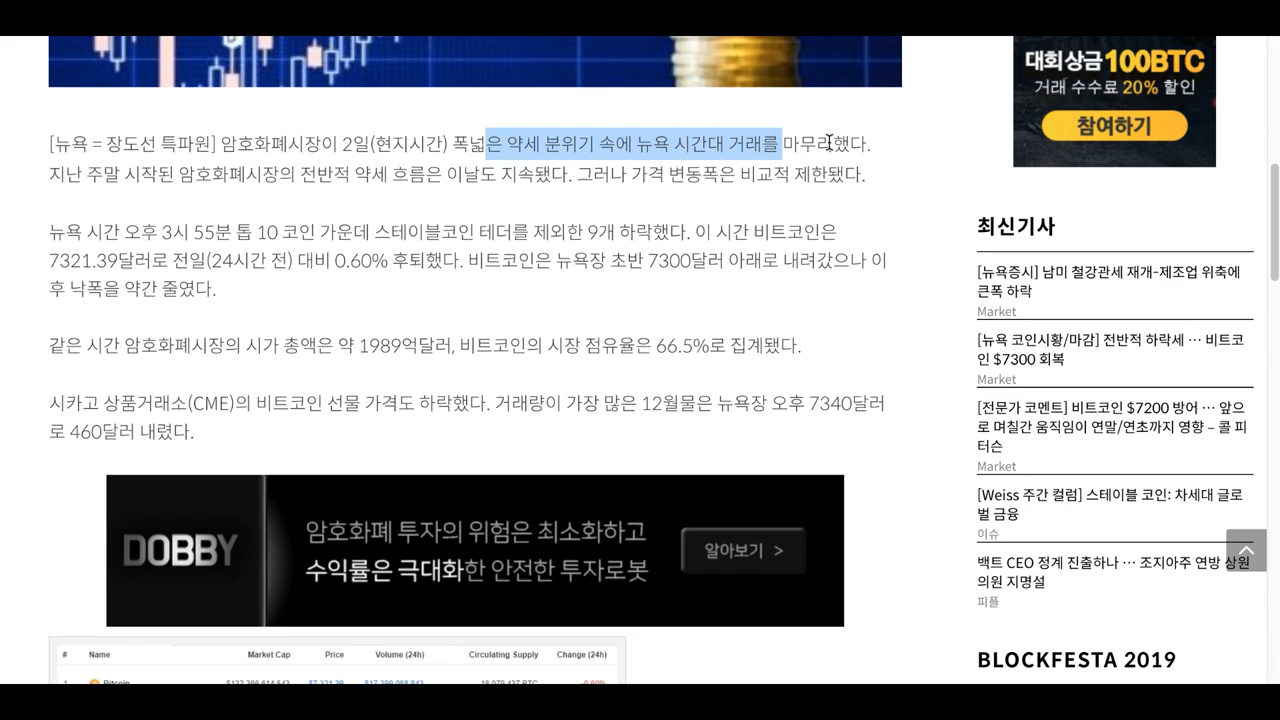 [뉴욕 = 장도선 특파원] 암호화폐시장이 2일(현지시간) 폭넓은 약세 분위기 속에 뉴욕 시간대 거래를 마무리했다.
지난 주말 시작된 암호화폐시장의 전반적 약세 흐름은 이날도 지속됐다. 그러나 가격 변동폭은 비교적 제한됐다.
뉴욕 시간 오후 3시 55분 톱 10 코인 가운데 스테이블코인 테더를 제외한 9개 하락했다. 이 시간 비트코인은
7321.39달러로 전일(24시간 전) 대비 0.60% 후퇴했다. 비트코인은 뉴욕장 초반 7300달러 아래로 내려갔으나 이
후 낙폭을 약간 줄였다.
같은 시간 암호화폐시장의 시가 총액은 약 1989억달러, 비트코인의 시장 점유율은 66.5%로 집계됐다.
시카고 상품거래소(CME)의 비트코인 선물 가격도 하락했다. 거래량이 가장 많은 12월물은 뉴욕장 오후 7340달러
로 460달러 내렸다.
DOBBY
암호화폐 투자의 위험은 최소화하고
수익률은 극대화한 안전한 투자로봇
알아보기 >
# Name Market Cap Price Volume (24h) Circulating Supply Change (24h)
1 Bitcoin $7,321.39 -0.60%
대회상금 100BTC
거래 수수료 20% 할인
참여하기
최신기사
[뉴욕증시] 남미 철강관세 재개-제조업 위축에
큰폭 하락
Market
[뉴욕 코인시황/마감] 전반적 하락세 … 비트코
인 $7300 회복
Market
[전문가 코멘트] 비트코인 $7200 방어 … 앞으
로 며칠간 움직임이 연말/연초까지 영향 – 콜 피
터슨
Market
[Weiss 주간 컬럼] 스테이블 코인: 차세대 글로
벌 금융
이슈
백트 CEO 정계 진출하나 … 조지아주 연방 상원
의원 지명설
피플
BLOCKFESTA 2019